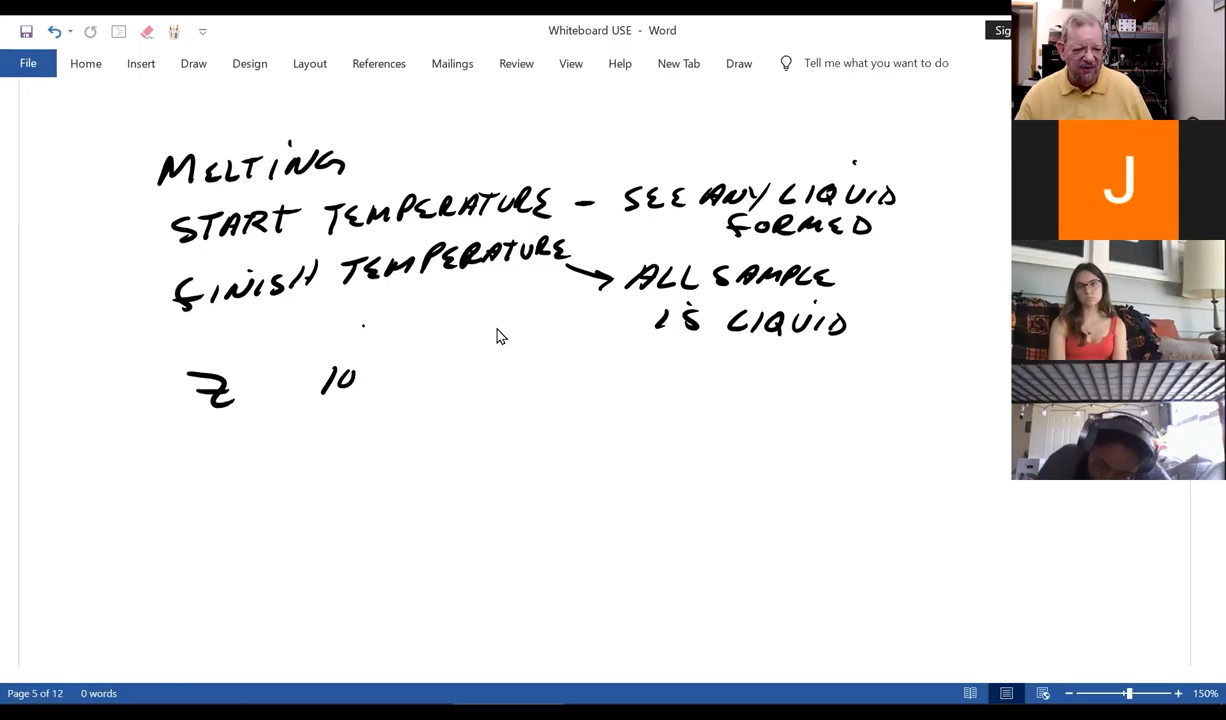 Whiteboard USE - Word
Sig
File Home Insert Draw Design Layout References Mailings Review View Help New Tab Draw Tell me what you want to do
MELTING
START TEMPERATURE - SEE ANY LIQUID
FORMED
FINISH TEMPERATURE → ALL SAMPLE
IS LIQUID
Z 10
J
Page 5 of 12 0 words 150%